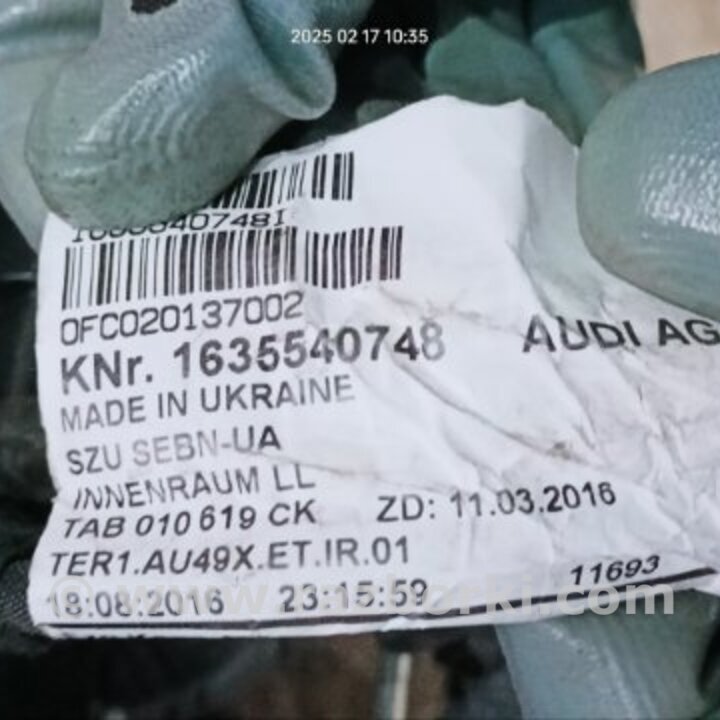 2025 02 17 10:35
0FC020137002
KNr. 1635540748
AUDI AG
MADE IN UKRAINE
SZU SEBN-UA
INNENRAUM LL
TAB 010 619 CK ZD: 11.03.2016
TER1.AU49X.ET.IR.01
18:08:2016 23:15:59 11693